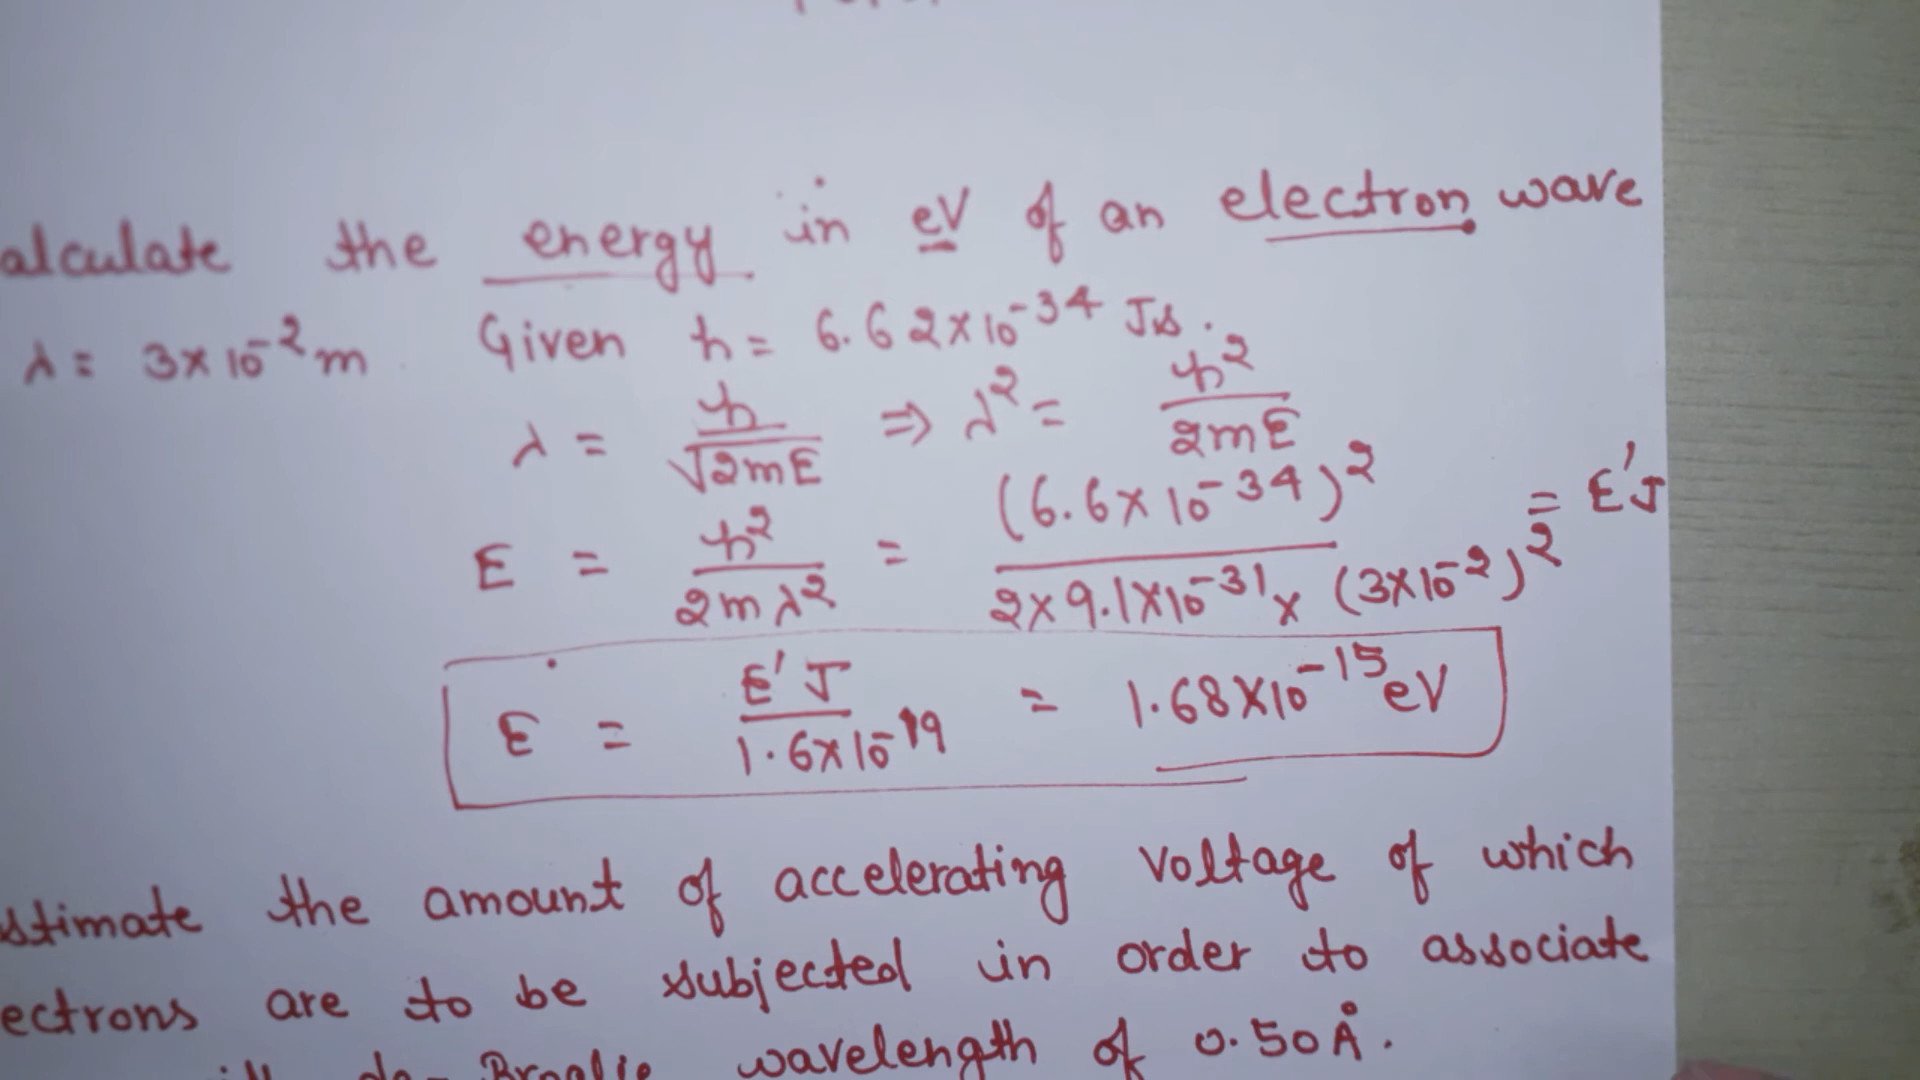 alculate the energy in eV of an electron wave
λ = 3×10⁻² m. Given h = 6.62×10⁻³⁴ Js.
λ = h/√2mE ⇒ λ² = h²/2mE
E = h²/2mλ² = (6.6×10⁻³⁴)²/2×9.1×10⁻³¹×(3×10⁻²)² = E'J
E = E'J/1.6×10⁻¹⁹ = 1.68×10⁻¹⁵eV
stimate the amount of accelerating voltage of which
ectrons are to be subjected in order to associate
de-Broglie wavelength of 0.50Å.